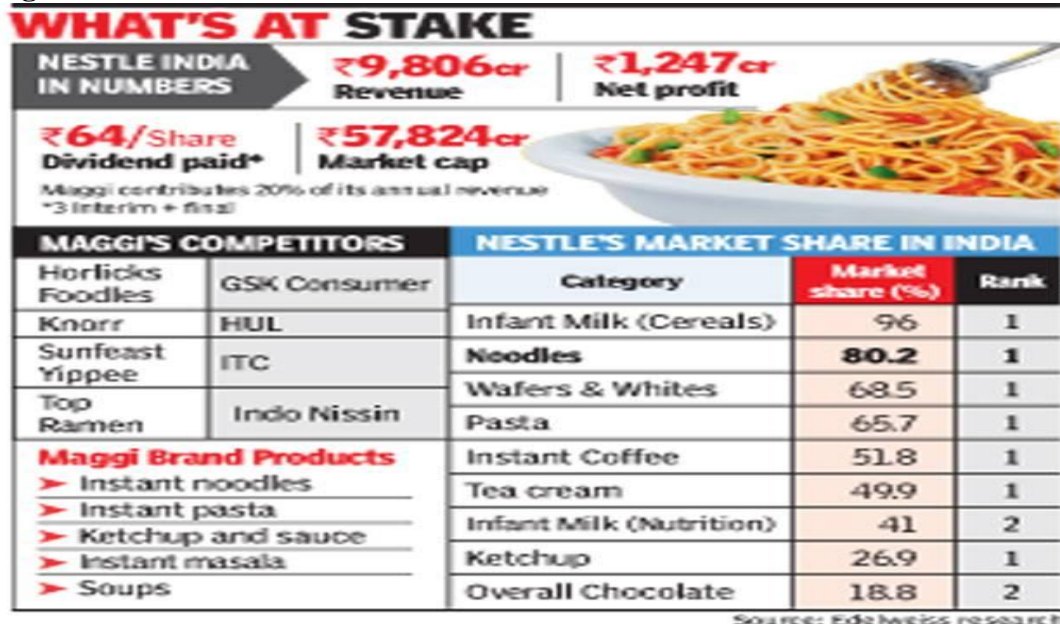 WHAT'S AT STAKE
NESTLE INDIA
IN NUMBERS
₹9,806cr
Revenue
₹1,247cr
Net profit
₹64/Share
Dividend paid*
₹57,824cr
Market cap
Maggi contributes 20% of its annual revenue
*3 Interim + final
MAGGI'S COMPETITORS
Horlicks
Foodles
GSK Consumer
Knorr
HUL
Sunfeast
Yippee
ITC
Top
Ramen
Indo Nissin
Maggi Brand Products
➤ Instant noodles
➤ Instant pasta
➤ Ketchup and sauce
➤ Instant masala
➤ Soups
NESTLE'S MARKET SHARE IN INDIA
Category
Market
share (%)
Rank
Infant Milk (Cereals) 96 1
Noodles 80.2 1
Wafers & Whites 68.5 1
Pasta 65.7 1
Instant Coffee 51.8 1
Tea cream 49.9 1
Infant Milk (Nutrition) 41 2
Ketchup 26.9 1
Overall Chocolate 18.8 2
Source: Edelweiss research